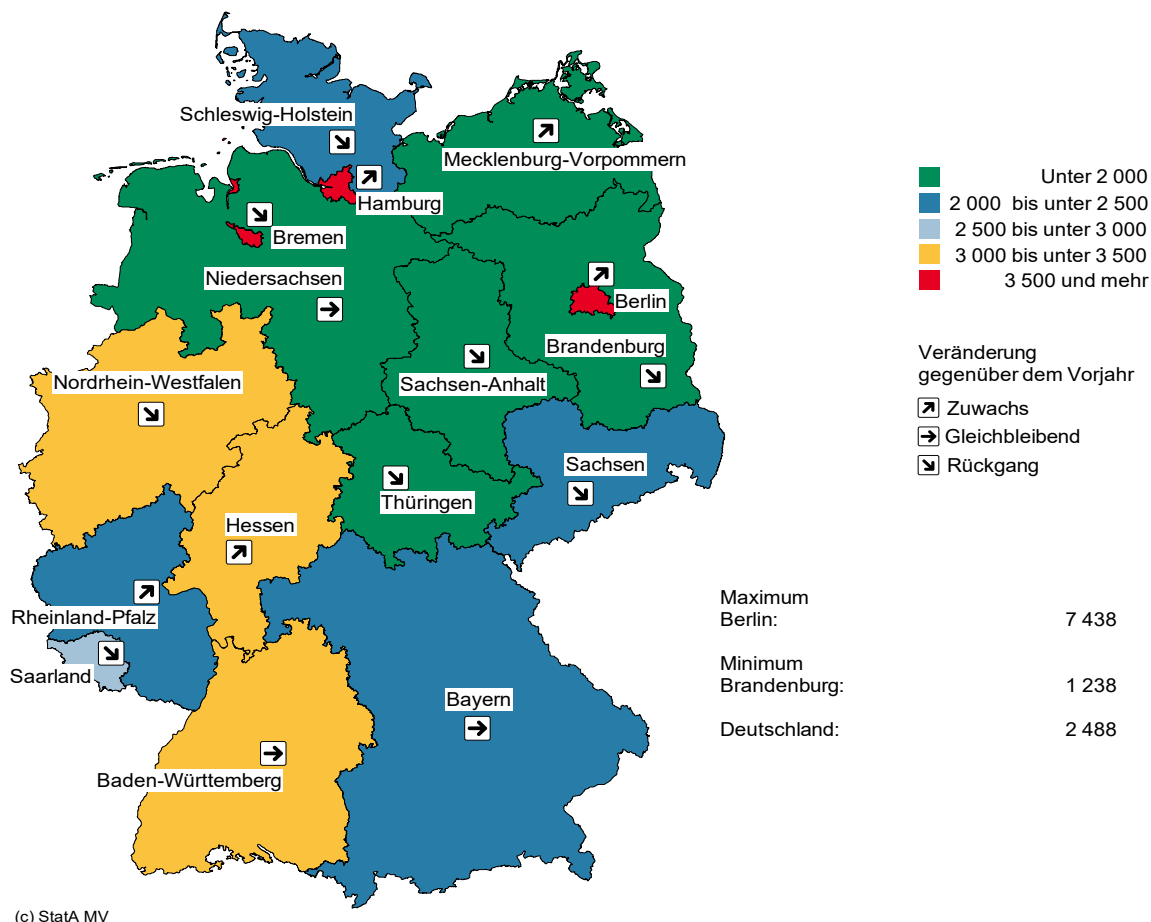 Schleswig-Holstein
Mecklenburg-Vorpommern
Hamburg
Bremen
Niedersachsen
Berlin
Brandenburg
Sachsen-Anhalt
Nordrhein-Westfalen
Sachsen
Thüringen
Hessen
Rheinland-Pfalz
Saarland
Bayern
Baden-Württemberg
Unter 2 000
2 000 bis unter 2 500
2 500 bis unter 3 000
3 000 bis unter 3 500
3 500 und mehr
Veränderung
gegenüber dem Vorjahr
Zuwachs
Gleichbleibend
Rückgang
Maximum
Berlin: 7 438
Minimum
Brandenburg: 1 238
Deutschland: 2 488
(c) StatA MV